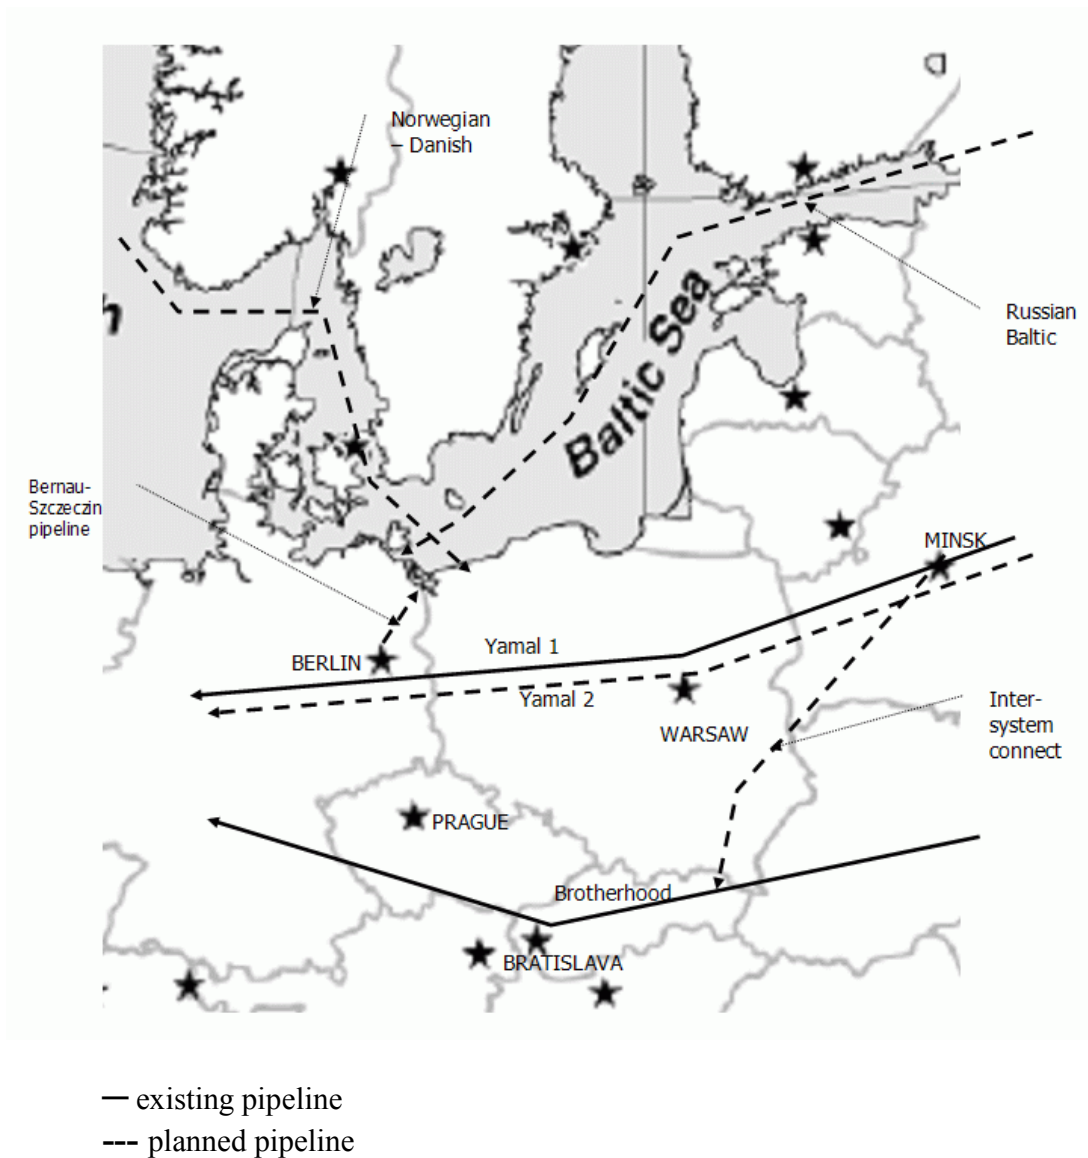 Norwegian
– Danish
Russian
Baltic
Baltic Sea
Bernau-
Szczeczin
pipeline
MINSK
BERLIN
Yamal 1
Yamal 2
WARSAW
Inter-
system
connect
PRAGUE
Brotherhood
BRATISLAVA
— existing pipeline
--- planned pipeline